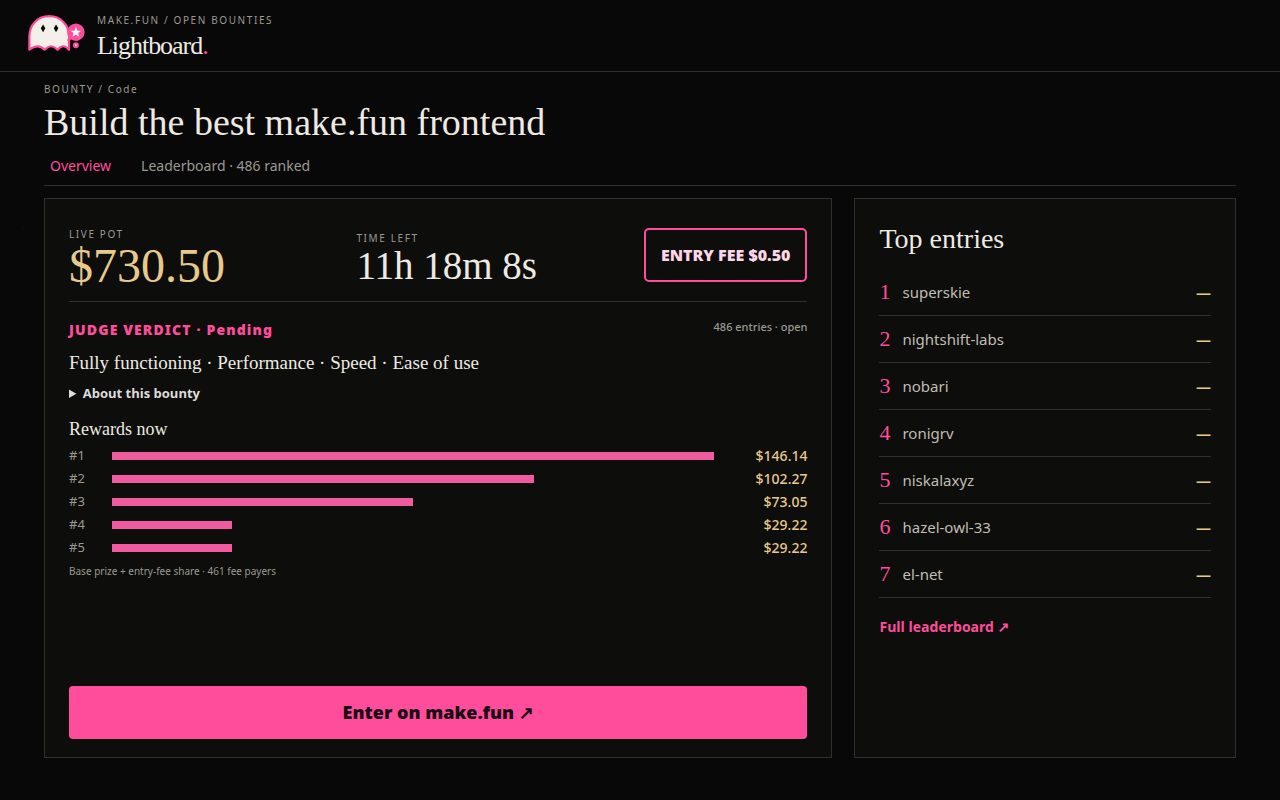 MAKE.FUN / OPEN BOUNTIES
Lightboard.
BOUNTY / Code
Build the best make.fun frontend
Overview
Leaderboard · 486 ranked
LIVE POT
$730.50
TIME LEFT
11h 18m 8s
ENTRY FEE $0.50
JUDGE VERDICT · Pending
486 entries · open
Fully functioning · Performance · Speed · Ease of use
▶ About this bounty
Rewards now
#1 $146.14
#2 $102.27
#3 $73.05
#4 $29.22
#5 $29.22
Base prize + entry-fee share · 461 fee payers
Enter on make.fun ↗
Top entries
1 superskie —
2 nightshift-labs —
3 nobari —
4 ronigrv —
5 niskalaxyz —
6 hazel-owl-33 —
7 el-net —
Full leaderboard ↗